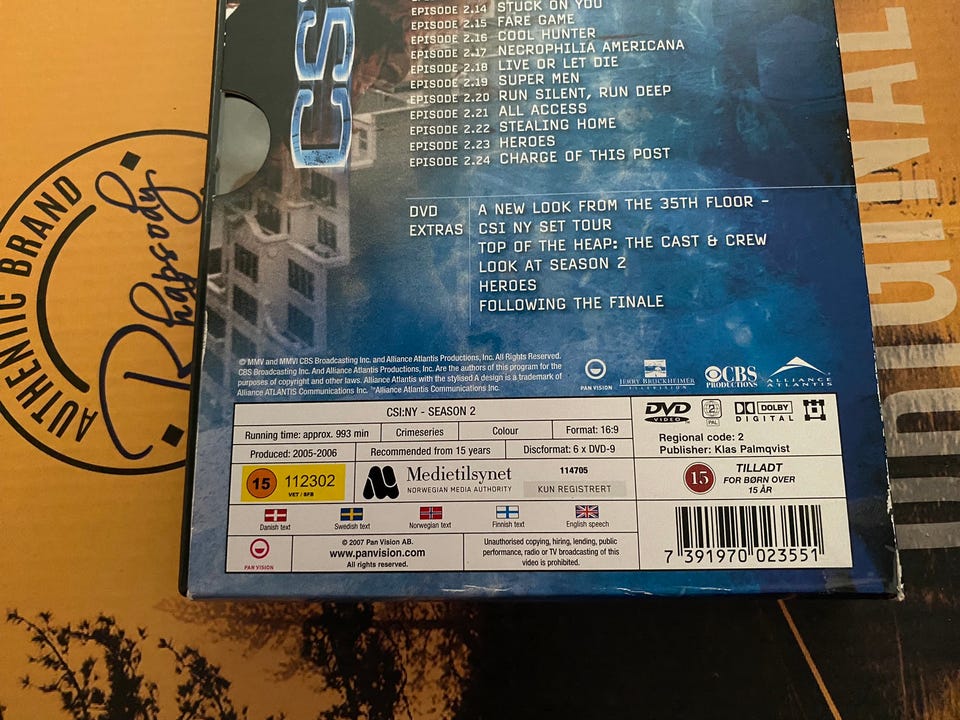 CSI:
EPISODE 2.14 STUCK ON YOU
EPISODE 2.15 FARE GAME
EPISODE 2.16 COOL HUNTER
EPISODE 2.17 NECROPHILIA AMERICANA
EPISODE 2.18 LIVE OR LET DIE
EPISODE 2.19 SUPER MEN
EPISODE 2.20 RUN SILENT, RUN DEEP
EPISODE 2.21 ALL ACCESS
EPISODE 2.22 STEALING HOME
EPISODE 2.23 HEROES
EPISODE 2.24 CHARGE OF THIS POST
DVD EXTRAS
A NEW LOOK FROM THE 35TH FLOOR -
CSI NY SET TOUR
TOP OF THE HEAP: THE CAST & CREW
LOOK AT SEASON 2
HEROES
FOLLOWING THE FINALE
© MMV and MMVI CBS Broadcasting Inc. and Alliance Atlantis Productions, Inc. All Rights Reserved.
CBS Broadcasting Inc. And Alliance Atlantis Productions, Inc. Are the authors of this program for the
purposes of copyright and other laws. Alliance Atlantis with the stylised A design is a trademark of
Alliance ATLANTIS Communications Inc. ™Alliance Atlantis Communications Inc.
PAN VISION
JERRY BRUCKHEIMER
TELEVISION
CBS
PRODUCTIONS
ALLIANCE
ATLANTIS
CSI:NY - SEASON 2
Running time: approx. 993 min
Crimeseries
Colour
Format: 16:9
Produced: 2005-2006
Recommended from 15 years
Discformat: 6 x DVD-9
DVD
VIDEO
2
PAL
DOLBY
DIGITAL
Regional code: 2
Publisher: Klas Palmqvist
15 112302
VET / SFB
Medietilsynet
NORWEGIAN MEDIA AUTHORITY
114705
KUN REGISTRERT
15
TILLADT
FOR BØRN OVER
15 ÅR
Danish text
Swedish text
Norwegian text
Finnish text
English speech
PAN VISION
© 2007 Pan Vision AB.
www.panvision.com
All rights reserved.
Unauthorised copying, hiring, lending, public
performance, radio or TV broadcasting of this
video is prohibited.
7 391970 023551
AUTHENTIC BRAND
Rhapsody